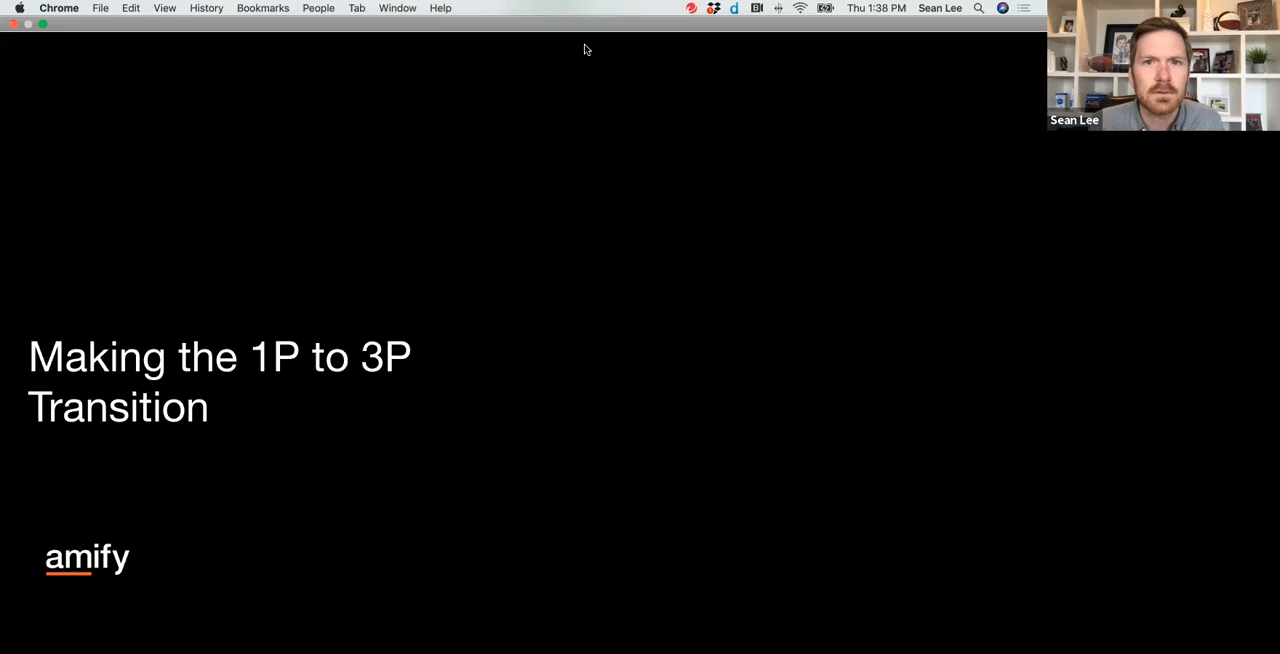 Chrome File Edit View History Bookmarks People Tab Window Help Thu 1:38 PM Sean Lee
Sean Lee
Making the 1P to 3P
Transition
amify